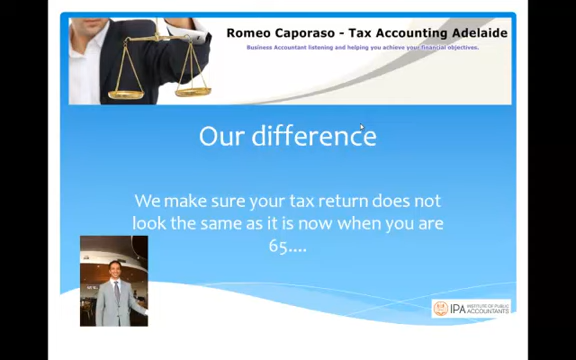 Romeo Caporaso - Tax Accounting Adelaide
Business Accountant listening and helping you achieve your financial objectives.
Our difference
We make sure your tax return does not
look the same as it is now when you are
65....
IPA INSTITUTE OF PUBLIC
ACCOUNTANTS